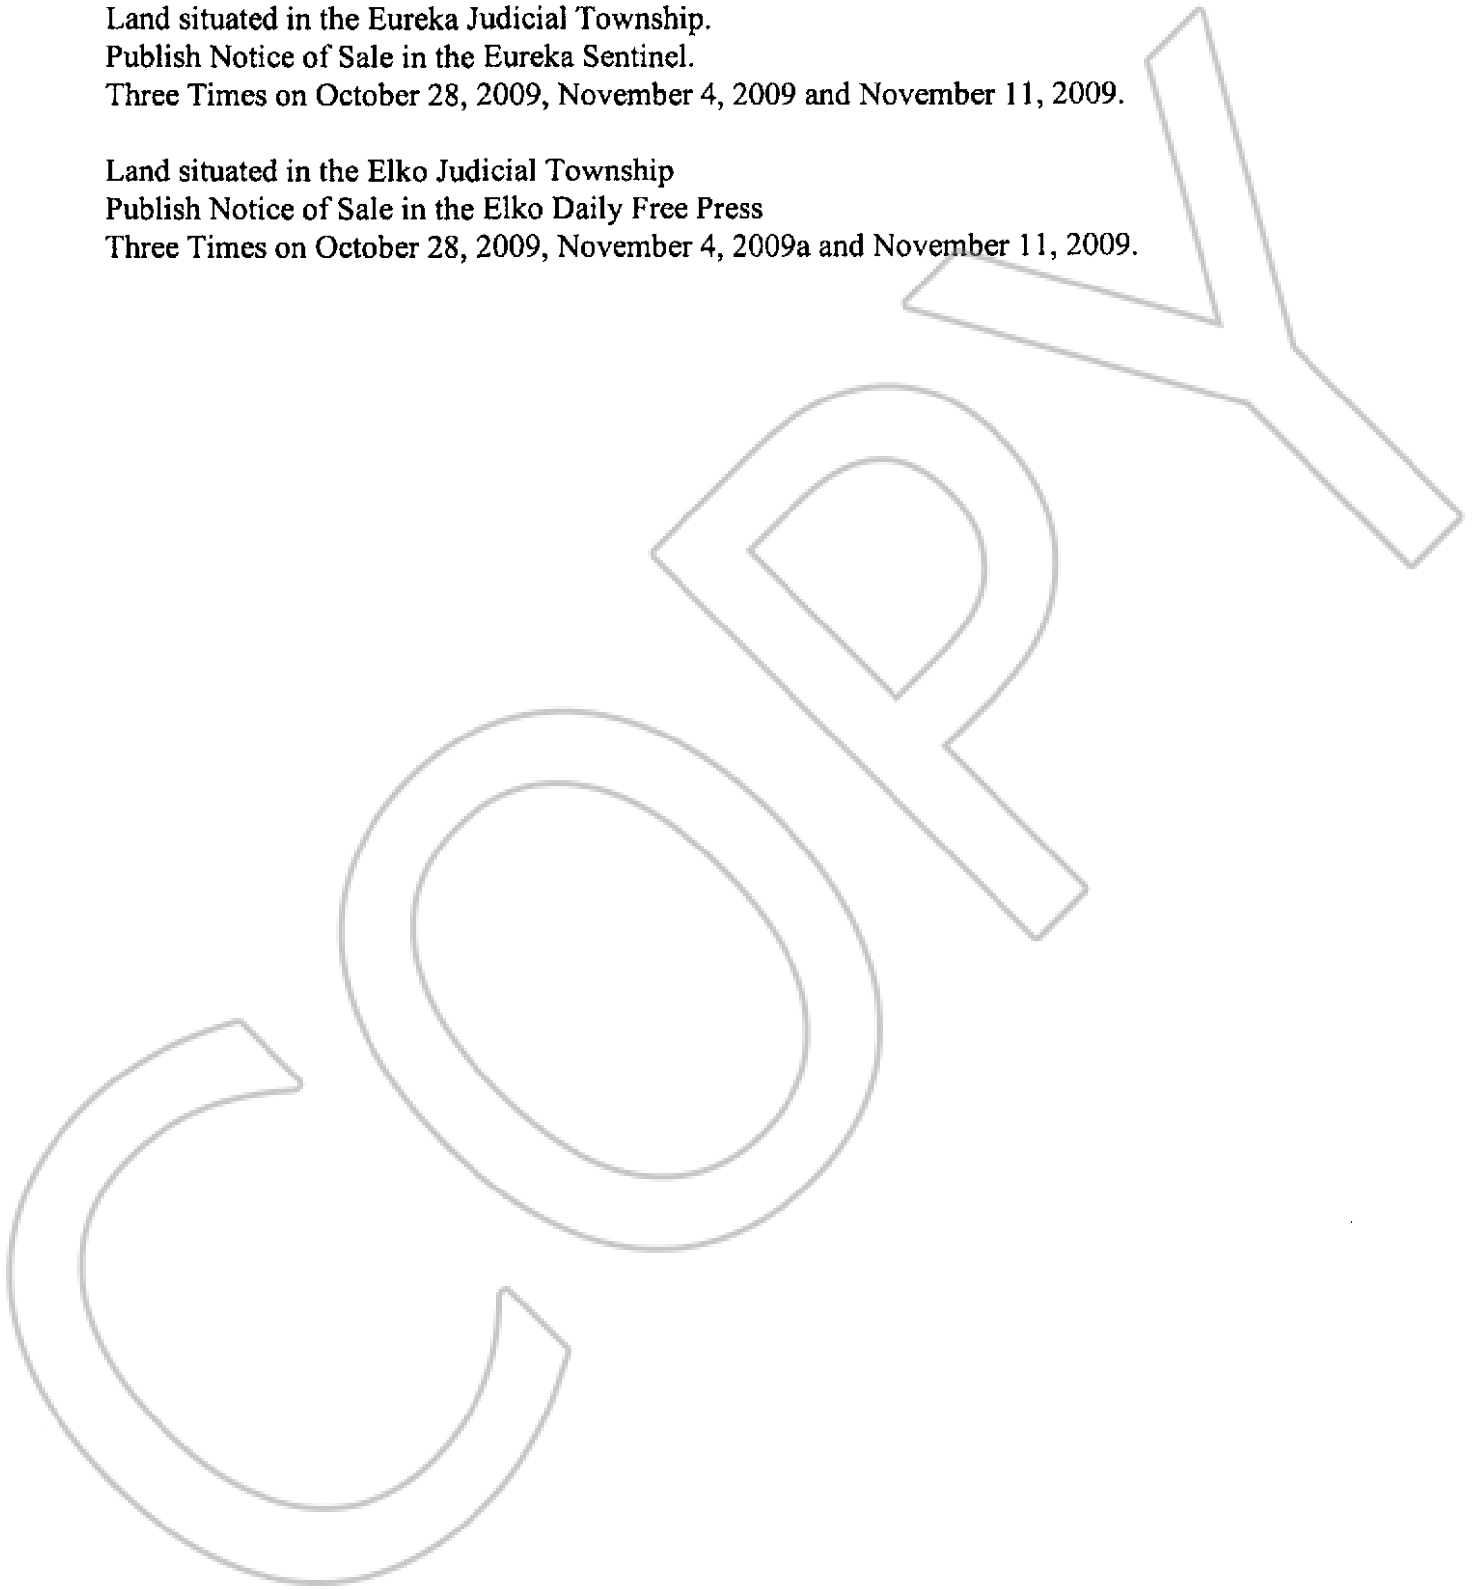 Land situated in the Eureka Judicial Township.
Publish Notice of Sale in the Eureka Sentinel.
Three Times on October 28, 2009, November 4, 2009 and November 11, 2009.
Land situated in the Elko Judicial Township
Publish Notice of Sale in the Elko Daily Free Press
Three Times on October 28, 2009, November 4, 2009a and November 11, 2009.
COPY